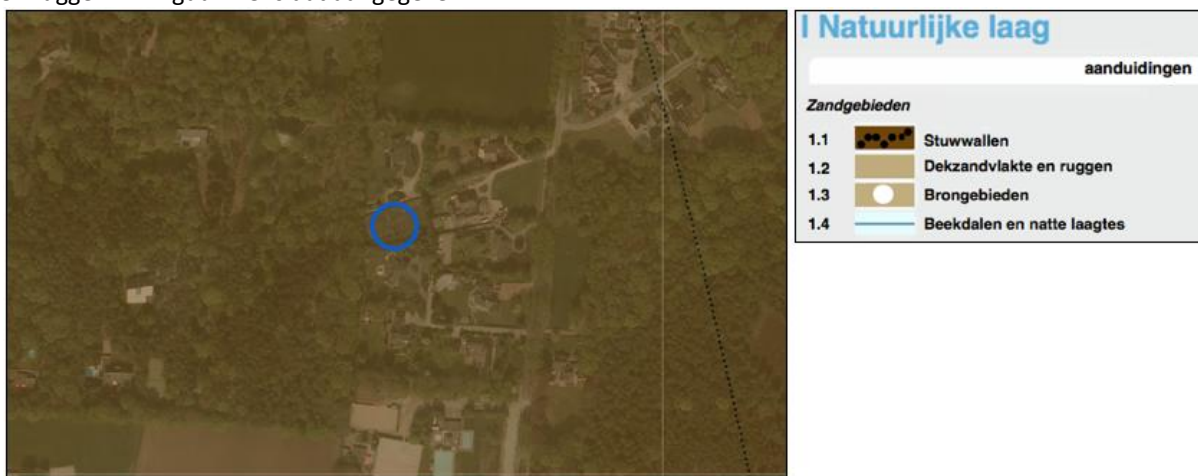 I Natuurlijke laag
aanduidingen
Zandgebieden
1.1 Stuwwallen
1.2 Dekzandvlakte en ruggen
1.3 Brongebieden
1.4 Beekdalen en natte laagtes